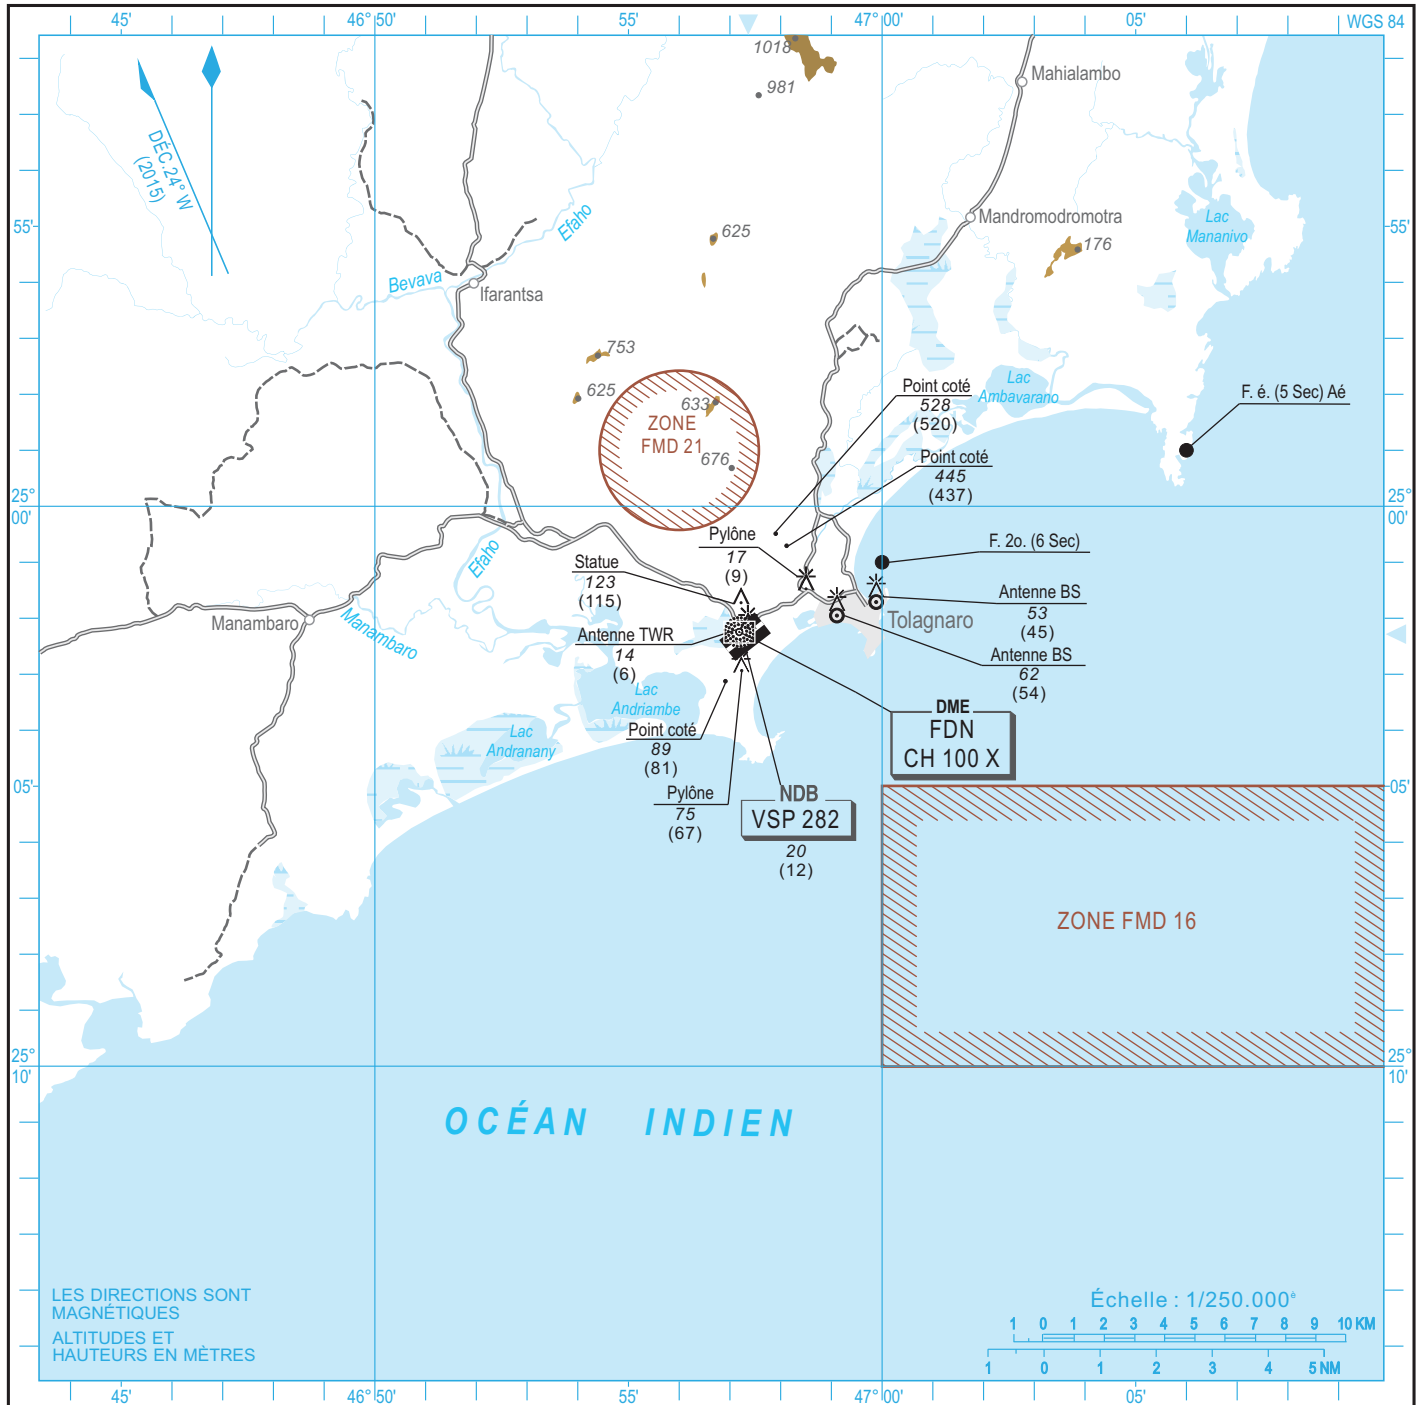 45'
46° 50'
55'
47° 00'
05'
WGS 84
1018
981
Mahialambo
DÉC.24° W
(2015)
55'
Efaho
625
Mandromodromotra
176
Lac
Mananivo
55'
Bevava
Ifarantsa
753
625
633
ZONE
FMD 21
676
Point coté
528
(520)
Lac
Ambavarano
F. é. (5 Sec) Aé
Point coté
445
(437)
25°
00'
25°
00'
Pylône
17
(9)
F. 2o. (6 Sec)
Efaho
Statue
123
(115)
Antenne BS
53
(45)
Manambaro
Manambaro
Tolagnaro
Antenne TWR
14
(6)
Antenne BS
62
(54)
Lac
Andriambe
DME
FDN
CH 100 X
Lac
Andranany
Point coté
89
(81)
05'
05'
Pylône
75
(67)
NDB
VSP 282
20
(12)
ZONE FMD 16
25°
10'
25°
10'
OCÉAN INDIEN
LES DIRECTIONS SONT
MAGNÉTIQUES
ALTITUDES ET
HAUTEURS EN MÈTRES
Échelle : 1/250.000è
1 0 1 2 3 4 5 6 7 8 9 10 KM
1 0 1 2 3 4 5 NM
45'
46° 50'
55'
47° 00'
05'